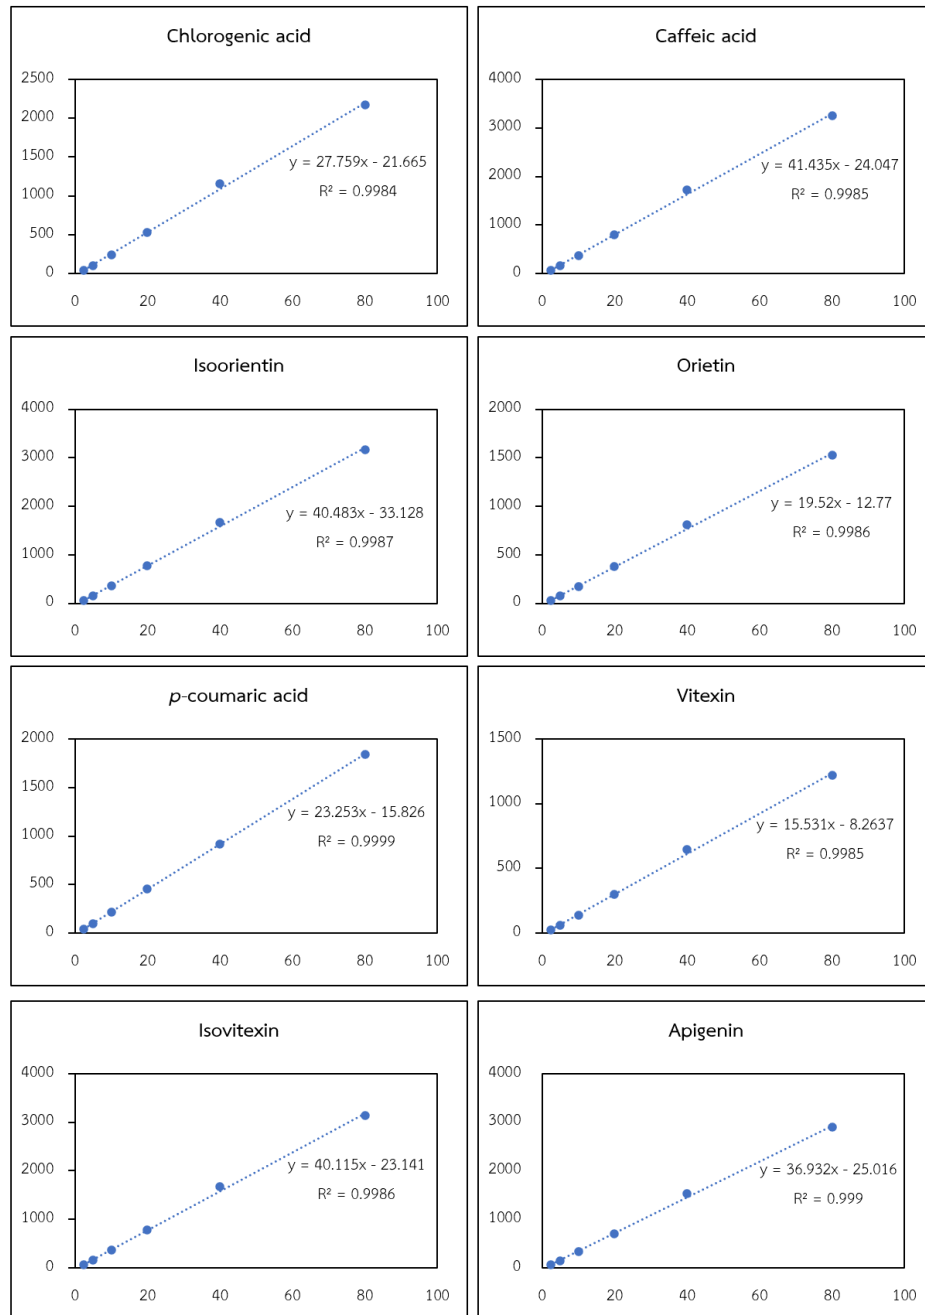 Chlorogenic acid
2500
2000
1500
1000
500
0
0 20 40 60 80 100
y = 27.759x - 21.665
R² = 0.9984
Caffeic acid
4000
3000
2000
1000
0
0 20 40 60 80 100
y = 41.435x - 24.047
R² = 0.9985
Isoorientin
4000
3000
2000
1000
0
0 20 40 60 80 100
y = 40.483x - 33.128
R² = 0.9987
Orietin
2000
1500
1000
500
0
0 20 40 60 80 100
y = 19.52x - 12.77
R² = 0.9986
p-coumaric acid
2000
1500
1000
500
0
0 20 40 60 80 100
y = 23.253x - 15.826
R² = 0.9999
Vitexin
1500
1000
500
0
0 20 40 60 80 100
y = 15.531x - 8.2637
R² = 0.9985
Isovitexin
4000
3000
2000
1000
0
0 20 40 60 80 100
y = 40.115x - 23.141
R² = 0.9986
Apigenin
4000
3000
2000
1000
0
0 20 40 60 80 100
y = 36.932x - 25.016
R² = 0.999